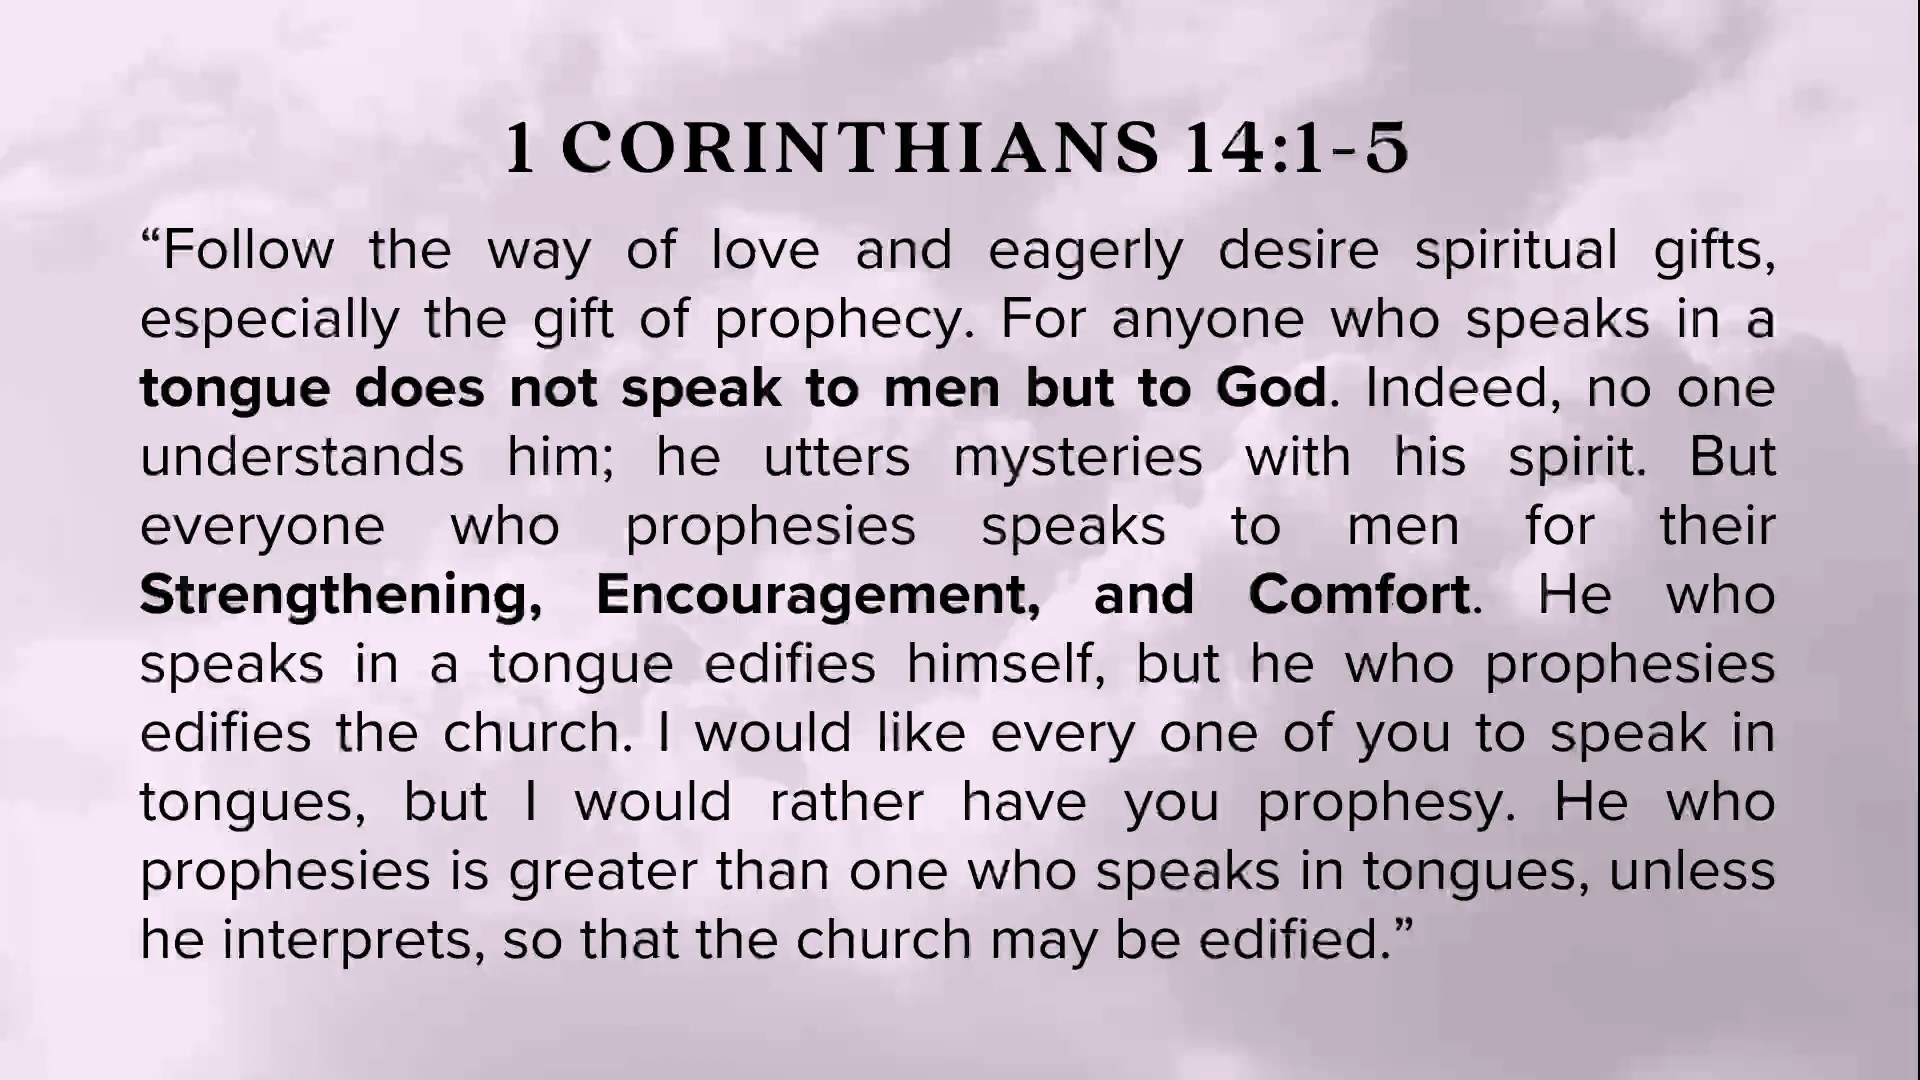 1 CORINTHIANS 14:1-5
“Follow the way of love and eagerly desire spiritual gifts,
especially the gift of prophecy. For anyone who speaks in a
tongue does not speak to men but to God. Indeed, no one
understands him; he utters mysteries with his spirit. But
everyone who prophesies speaks to men for their
Strengthening, Encouragement, and Comfort. He who
speaks in a tongue edifies himself, but he who prophesies
edifies the church. I would like every one of you to speak in
tongues, but I would rather have you prophesy. He who
prophesies is greater than one who speaks in tongues, unless
he interprets, so that the church may be edified.”